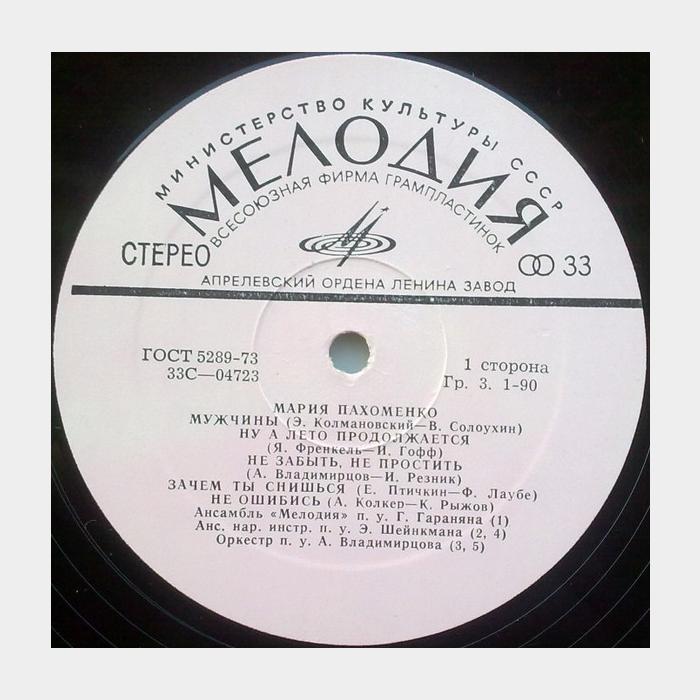 МИНИСТЕРСТВО КУЛЬТУРЫ СССР
МЕЛОДИЯ
ВСЕСОЮЗНАЯ ФИРМА ГРАМПЛАСТИНОК
СТЕРЕО
33
АПРЕЛЕВСКИЙ ОРДЕНА ЛЕНИНА ЗАВОД
ГОСТ 5289-73
1 сторона
33С—04723
Гр. 3. 1-90
МАРИЯ ПАХОМЕНКО
МУЖЧИНЫ (Э. Колмановский—В. Солоухин)
НУ А ЛЕТО ПРОДОЛЖАЕТСЯ
(Я. Френкель—И. Гофф)
НЕ ЗАБЫТЬ, НЕ ПРОСТИТЬ
(А. Владимирцов—И. Резник)
ЗАЧЕМ ТЫ СНИШЬСЯ (Е. Птичкин—Ф. Лаубе)
НЕ ОШИБИСЬ (А. Колкер—К. Рыжов)
Ансамбль «Мелодия» п. у. Г. Гараняна (1)
Анс. нар. инстр. п. у. Э. Шейнкмана (2, 4)
Оркестр п. у. А. Владимирцова (3, 5)